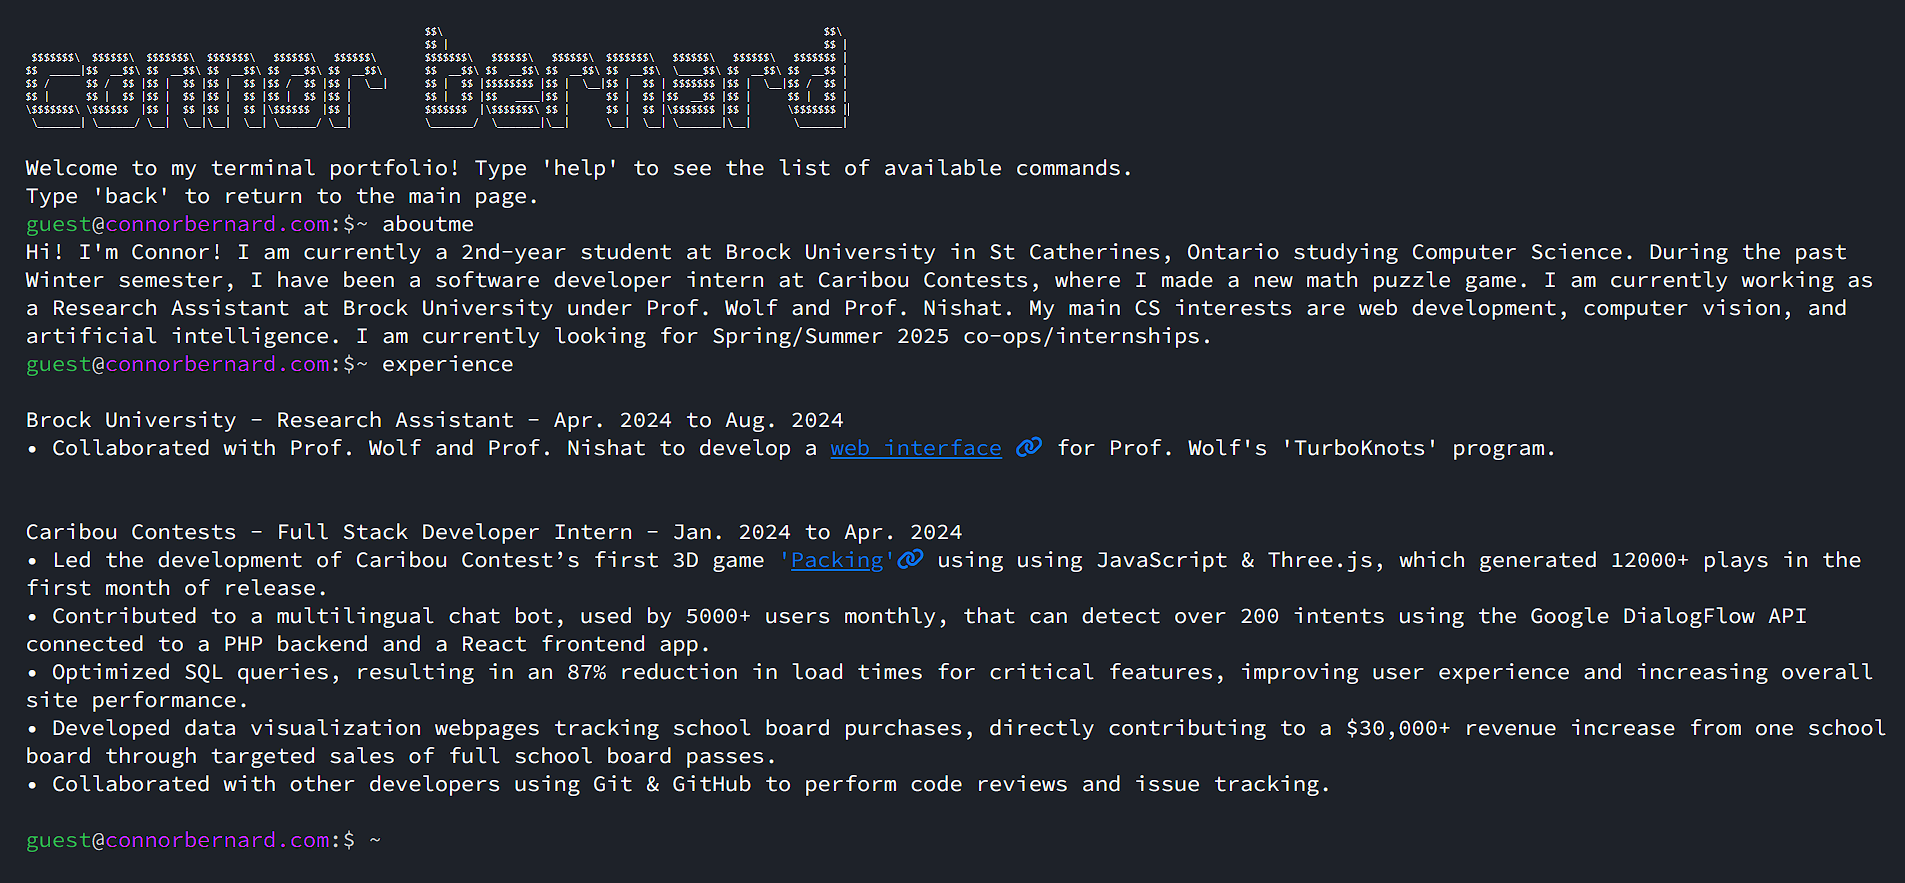 connor bernard
Welcome to my terminal portfolio! Type 'help' to see the list of available commands.
Type 'back' to return to the main page.
guest@connorbernard.com:$~ aboutme
Hi! I'm Connor! I am currently a 2nd-year student at Brock University in St Catherines, Ontario studying Computer Science. During the past
Winter semester, I have been a software developer intern at Caribou Contests, where I made a new math puzzle game. I am currently working as
a Research Assistant at Brock University under Prof. Wolf and Prof. Nishat. My main CS interests are web development, computer vision, and
artificial intelligence. I am currently looking for Spring/Summer 2025 co-ops/internships.
guest@connorbernard.com:$~ experience
Brock University - Research Assistant - Apr. 2024 to Aug. 2024
• Collaborated with Prof. Wolf and Prof. Nishat to develop a web interface for Prof. Wolf's 'TurboKnots' program.
Caribou Contests - Full Stack Developer Intern - Jan. 2024 to Apr. 2024
• Led the development of Caribou Contest’s first 3D game 'Packing' using using JavaScript & Three.js, which generated 12000+ plays in the
first month of release.
• Contributed to a multilingual chat bot, used by 5000+ users monthly, that can detect over 200 intents using the Google DialogFlow API
connected to a PHP backend and a React frontend app.
• Optimized SQL queries, resulting in an 87% reduction in load times for critical features, improving user experience and increasing overall
site performance.
• Developed data visualization webpages tracking school board purchases, directly contributing to a $30,000+ revenue increase from one school
board through targeted sales of full school board passes.
• Collaborated with other developers using Git & GitHub to perform code reviews and issue tracking.
guest@connorbernard.com:$ ~